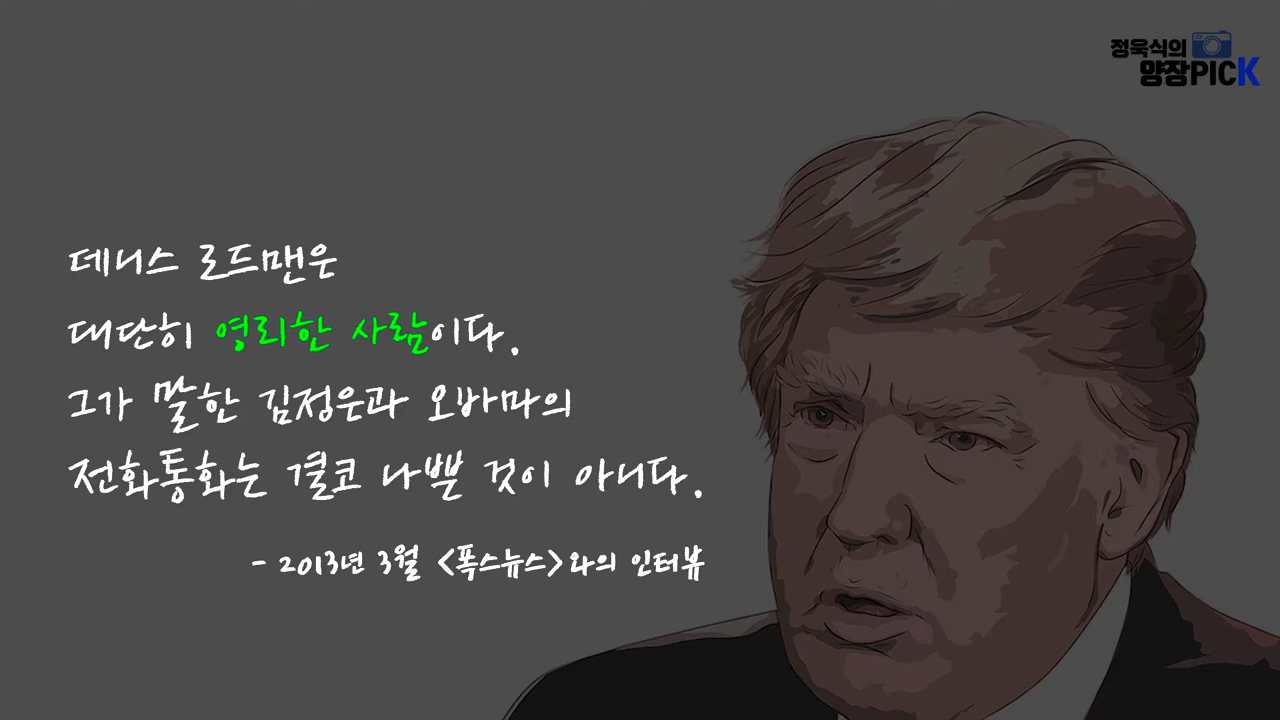 정욱식의
양장PICK
데니스 로드맨은
대단히 영리한 사람이다.
그가 말한 김정은과 오바마의
전화통화는 결코 나쁜 것이 아니다.
- 2013년 3월 <폭스뉴스>와의 인터뷰